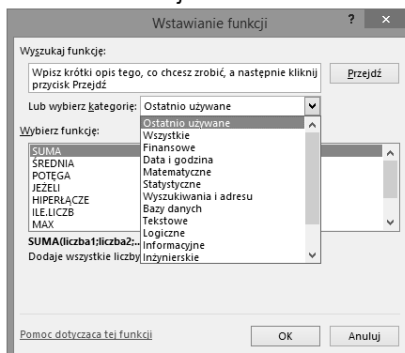 Wstawianie funkcji ? ×
Wyszukaj funkcję:
Wpisz krótki opis tego, co chcesz zrobić, a następnie kliknij
przycisk Przejdź
Przejdź
Lub wybierz kategorię: Ostatnio używane
Ostatnio używane
Wszystkie
Finansowe
Data i godzina
Matematyczne
Statystyczne
Wyszukiwania i adresu
Bazy danych
Tekstowe
Logiczne
Informacyjne
Inżynierskie
Wybierz funkcję:
SUMA
ŚREDNIA
POTĘGA
JEŻELI
HIPERŁĄCZE
ILE.LICZB
MAX
SUMA(liczba1;liczba2;..
Dodaje wszystkie liczby
Pomoc dotycząca tej funkcji
OK
Anuluj